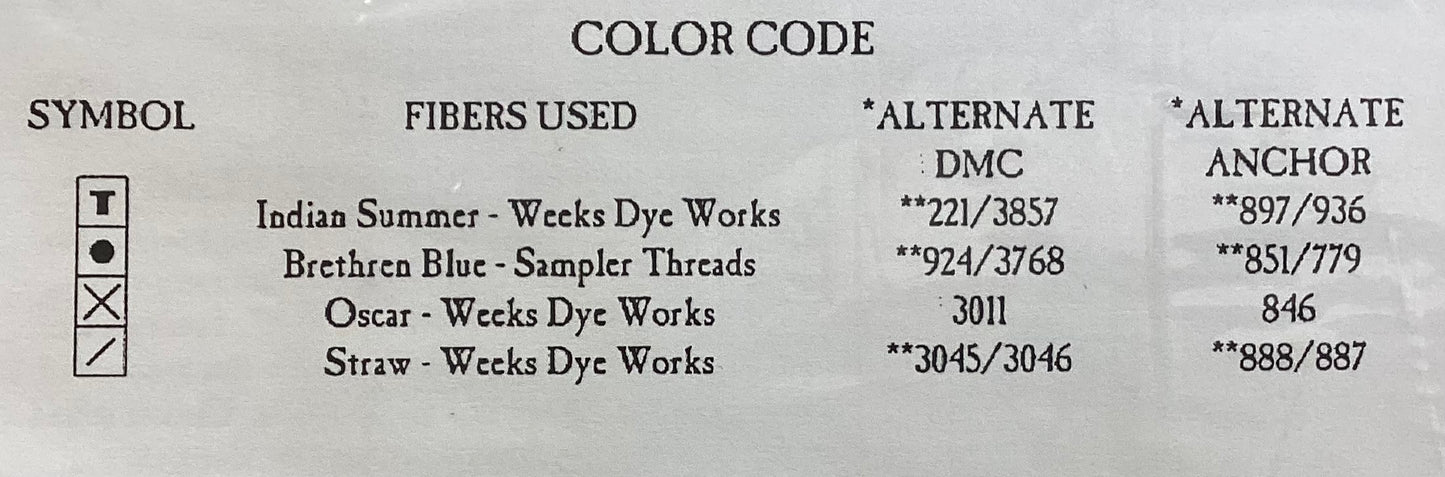 COLOR CODE
SYMBOL FIBERS USED *ALTERNATE DMC *ALTERNATE ANCHOR
T Indian Summer - Weeks Dye Works **221/3857 **897/936
● Brethren Blue - Sampler Threads **924/3768 **851/779
X Oscar - Weeks Dye Works 3011 846
/ Straw - Weeks Dye Works **3045/3046 **888/887